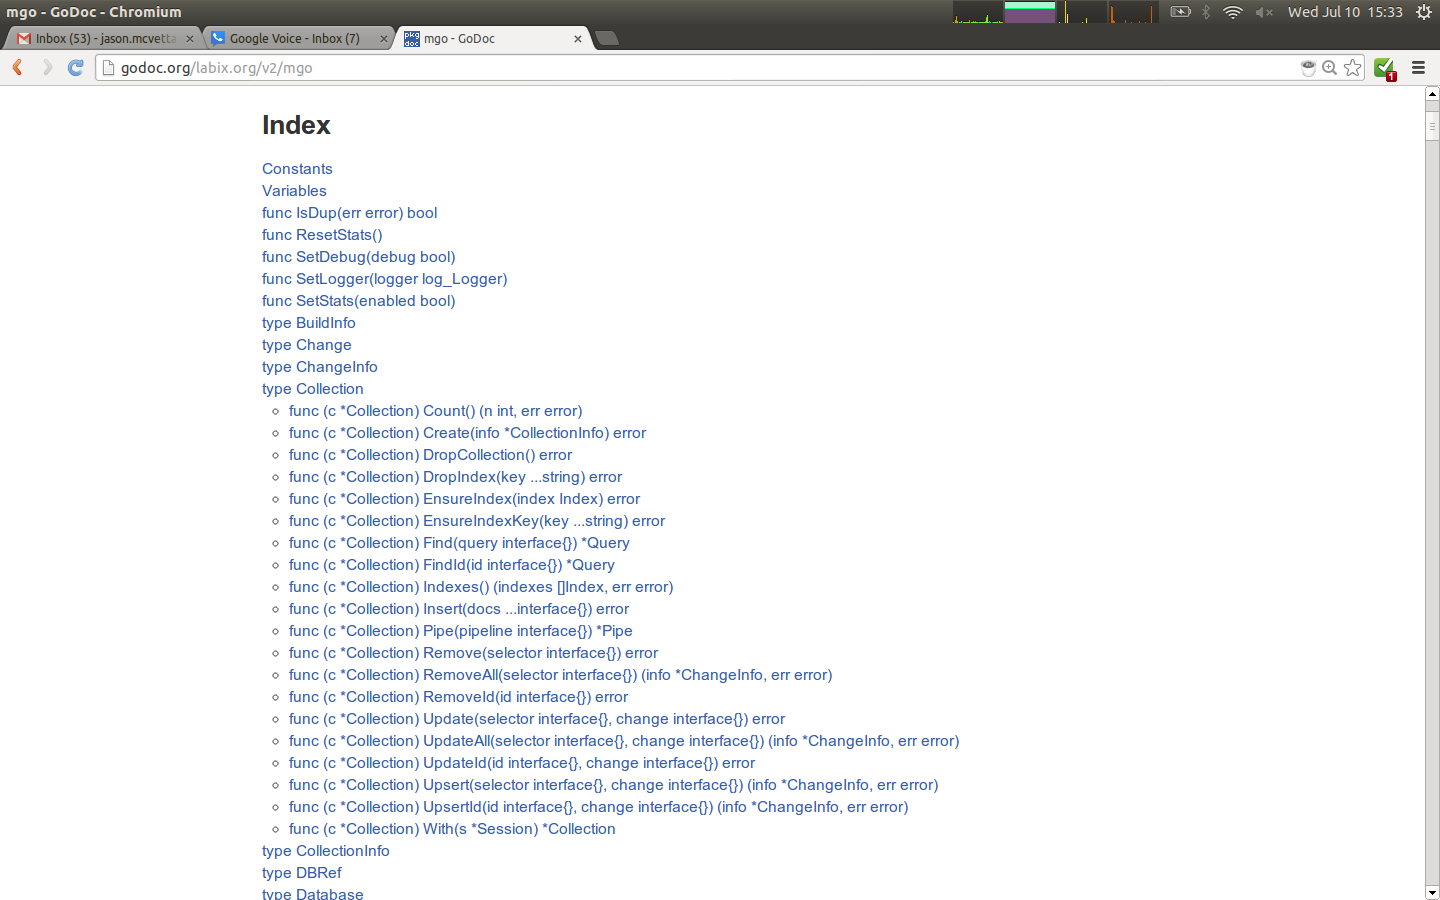 mgo - GoDoc - Chromium
Wed Jul 10 15:33
Inbox (53) - jason.mcvetta
Google Voice - Inbox (7)
pkg doc
mgo - GoDoc
godoc.org/labix.org/v2/mgo
1
Index
Constants
Variables
func IsDup(err error) bool
func ResetStats()
func SetDebug(debug bool)
func SetLogger(logger log_Logger)
func SetStats(enabled bool)
type BuildInfo
type Change
type ChangeInfo
type Collection
func (c *Collection) Count() (n int, err error)
func (c *Collection) Create(info *CollectionInfo) error
func (c *Collection) DropCollection() error
func (c *Collection) DropIndex(key ...string) error
func (c *Collection) EnsureIndex(index Index) error
func (c *Collection) EnsureIndexKey(key ...string) error
func (c *Collection) Find(query interface{}) *Query
func (c *Collection) FindId(id interface{}) *Query
func (c *Collection) Indexes() (indexes []Index, err error)
func (c *Collection) Insert(docs ...interface{}) error
func (c *Collection) Pipe(pipeline interface{}) *Pipe
func (c *Collection) Remove(selector interface{}) error
func (c *Collection) RemoveAll(selector interface{}) (info *ChangeInfo, err error)
func (c *Collection) RemoveId(id interface{}) error
func (c *Collection) Update(selector interface{}, change interface{}) error
func (c *Collection) UpdateAll(selector interface{}, change interface{}) (info *ChangeInfo, err error)
func (c *Collection) UpdateId(id interface{}, change interface{}) error
func (c *Collection) Upsert(selector interface{}, change interface{}) (info *ChangeInfo, err error)
func (c *Collection) UpsertId(id interface{}, change interface{}) (info *ChangeInfo, err error)
func (c *Collection) With(s *Session) *Collection
type CollectionInfo
type DBRef
type Database